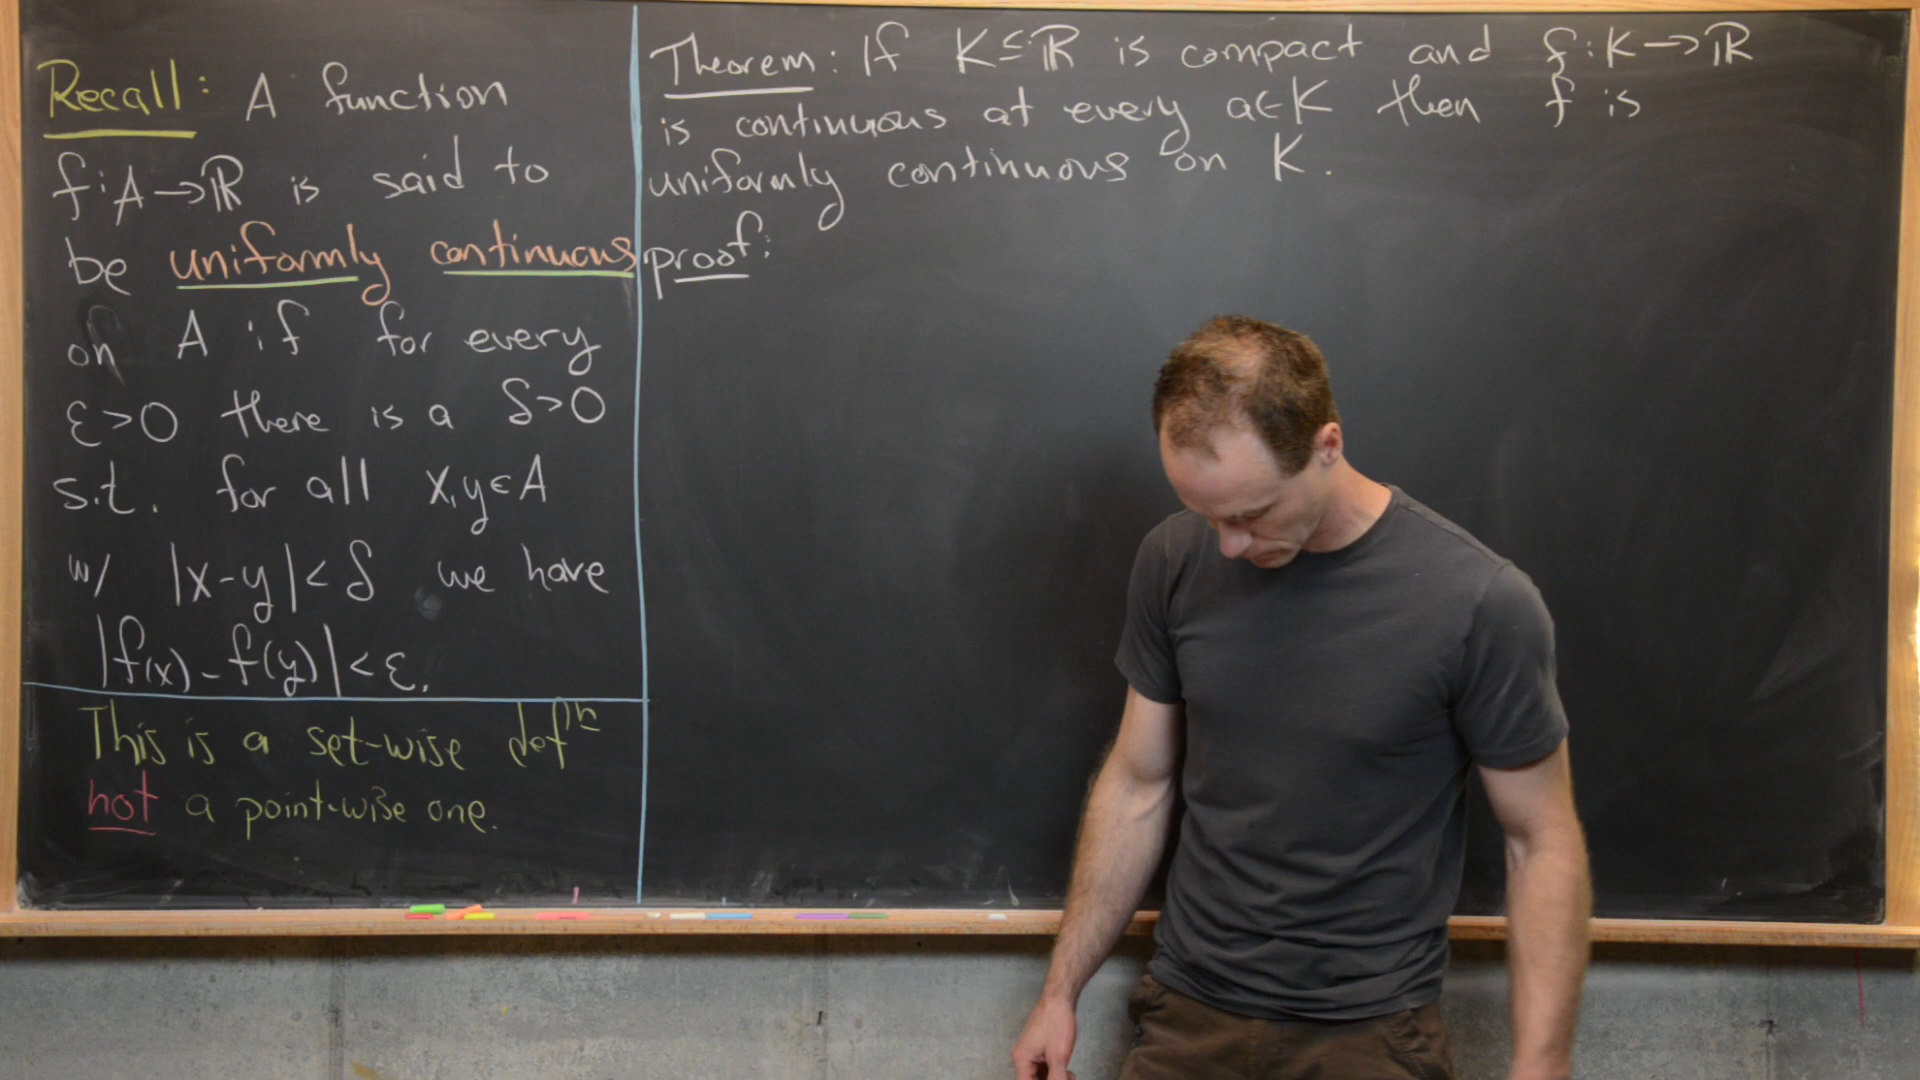 Recall: A function
f: A → ℝ is said to
be uniformly continuous
on A if for every
ε>0 there is a δ>0
s.t. for all x,y∈A
w/ |x-y|<δ we have
|f(x)-f(y)|<ε.
This is a set-wise defⁿ
not a point-wise one.
Theorem: If K⊆ℝ is compact and f: K→ℝ
is continuous at every a∈K then f is
uniformly continuous on K.
proof: